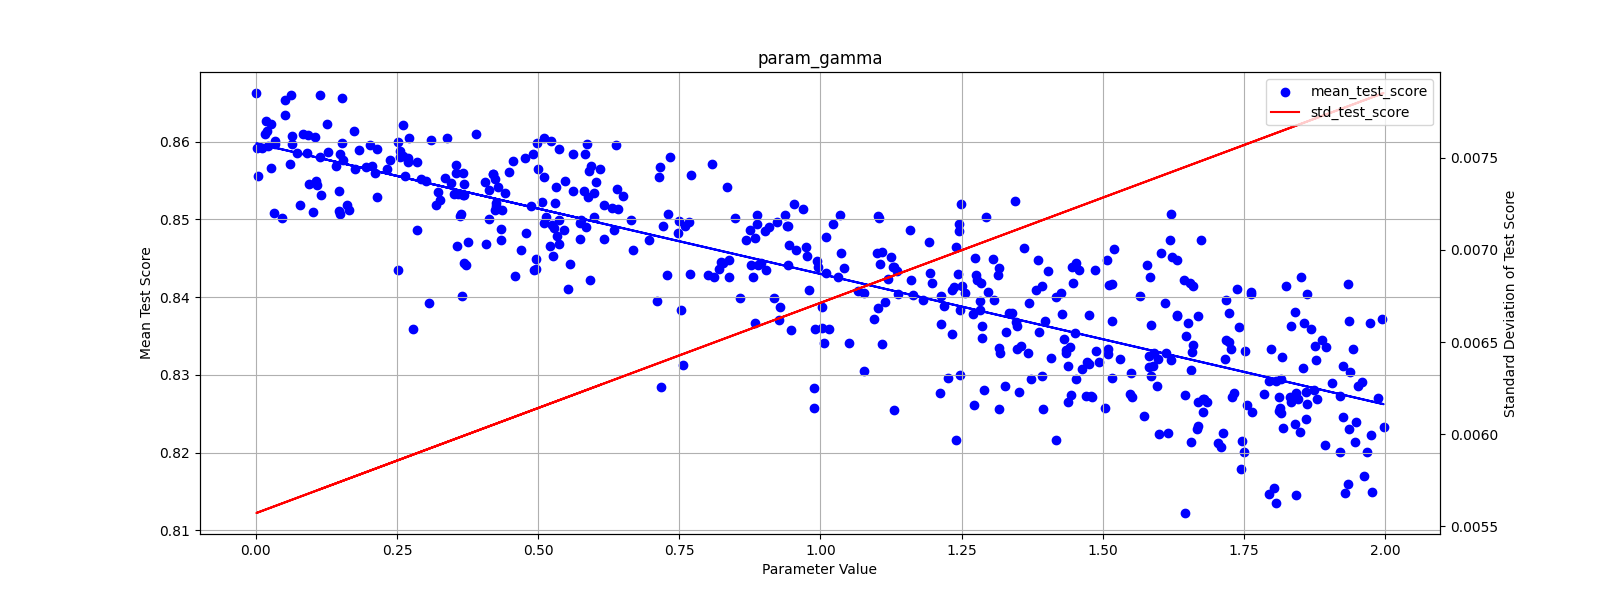 param_gamma
mean_test_score
std_test_score
0.86
0.85
0.84
0.83
0.82
0.81
Mean Test Score
0.0075
0.0070
0.0065
0.0060
0.0055
Standard Deviation of Test Score
0.00 0.25 0.50 0.75 1.00 1.25 1.50 1.75 2.00
Parameter Value